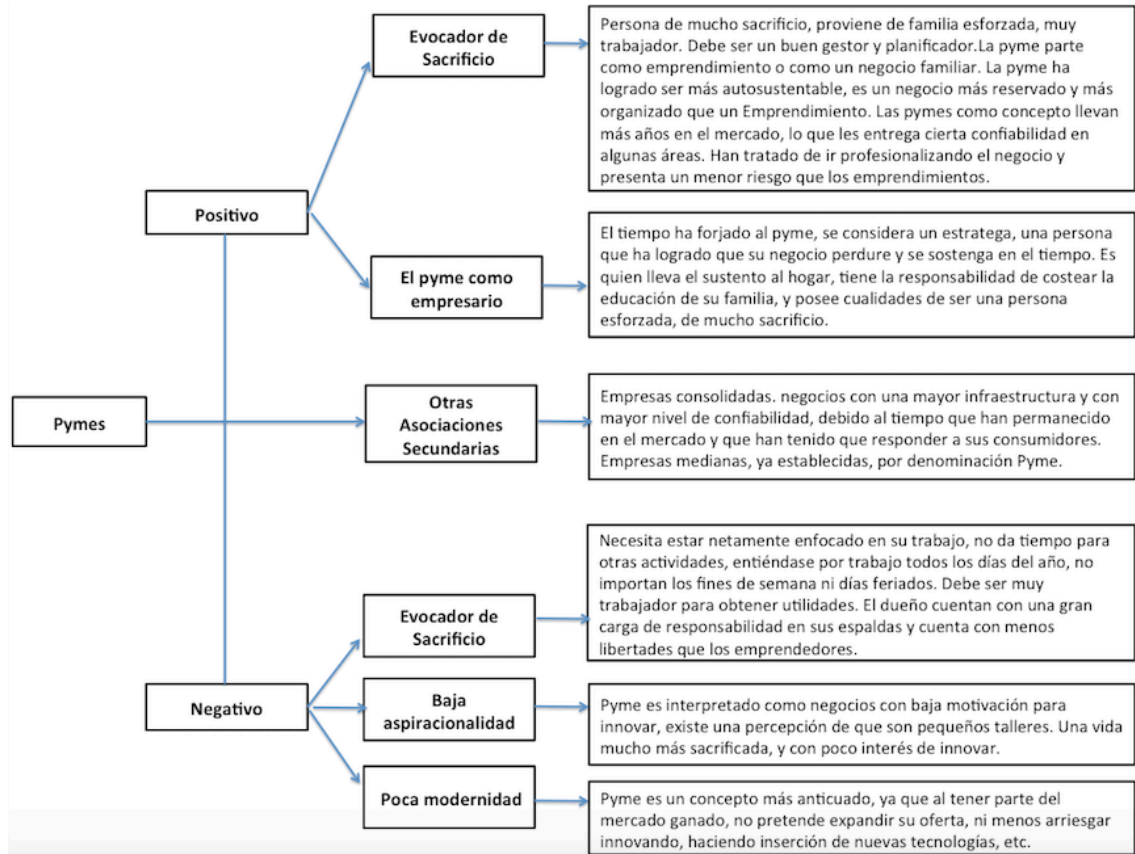 Evocador de
Sacrificio
Persona de mucho sacrificio, proviene de familia esforzada, muy
trabajador. Debe ser un buen gestor y planificador.La pyme parte
como emprendimiento o como un negocio familiar. La pyme ha
logrado ser más autosustentable, es un negocio más reservado y más
organizado que un Emprendimiento. Las pymes como concepto llevan
más años en el mercado, lo que les entrega cierta confiabilidad en
algunas áreas. Han tratado de ir profesionalizando el negocio y
presenta un menor riesgo que los emprendimientos.
Positivo
El pyme como
empresario
El tiempo ha forjado al pyme, se considera un estratega, una persona
que ha logrado que su negocio perdure y se sostenga en el tiempo. Es
quien lleva el sustento al hogar, tiene la responsabilidad de costear la
educación de su familia, y posee cualidades de ser una persona
esforzada, de mucho sacrificio.
Pymes
Otras
Asociaciones
Secundarias
Empresas consolidadas. negocios con una mayor infraestructura y con
mayor nivel de confiabilidad, debido al tiempo que han permanecido
en el mercado y que han tenido que responder a sus consumidores.
Empresas medianas, ya establecidas, por denominación Pyme.
Evocador de
Sacrificio
Necesita estar netamente enfocado en su trabajo, no da tiempo para
otras actividades, entiéndase por trabajo todos los días del año, no
importan los fines de semana ni días feriados. Debe ser muy
trabajador para obtener utilidades. El dueño cuentan con una gran
carga de responsabilidad en sus espaldas y cuenta con menos
libertades que los emprendedores.
Negativo
Baja
aspiracionalidad
Pyme es interpretado como negocios con baja motivación para
innovar, existe una percepción de que son pequeños talleres. Una vida
mucho más sacrificada, y con poco interés de innovar.
Poca modernidad
Pyme es un concepto más anticuado, ya que al tener parte del
mercado ganado, no pretende expandir su oferta, ni menos arriesgar
innovando, haciendo inserción de nuevas tecnologías, etc.